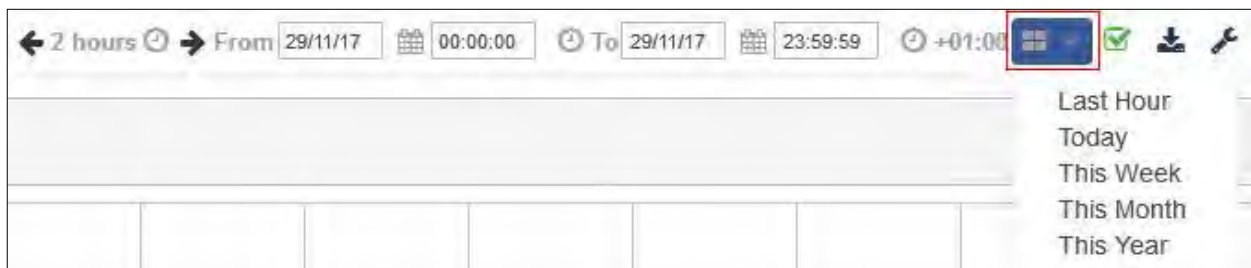 2 hours From 29/11/17 00:00:00 To 29/11/17 23:59:59 +01:00
Last Hour
Today
This Week
This Month
This Year